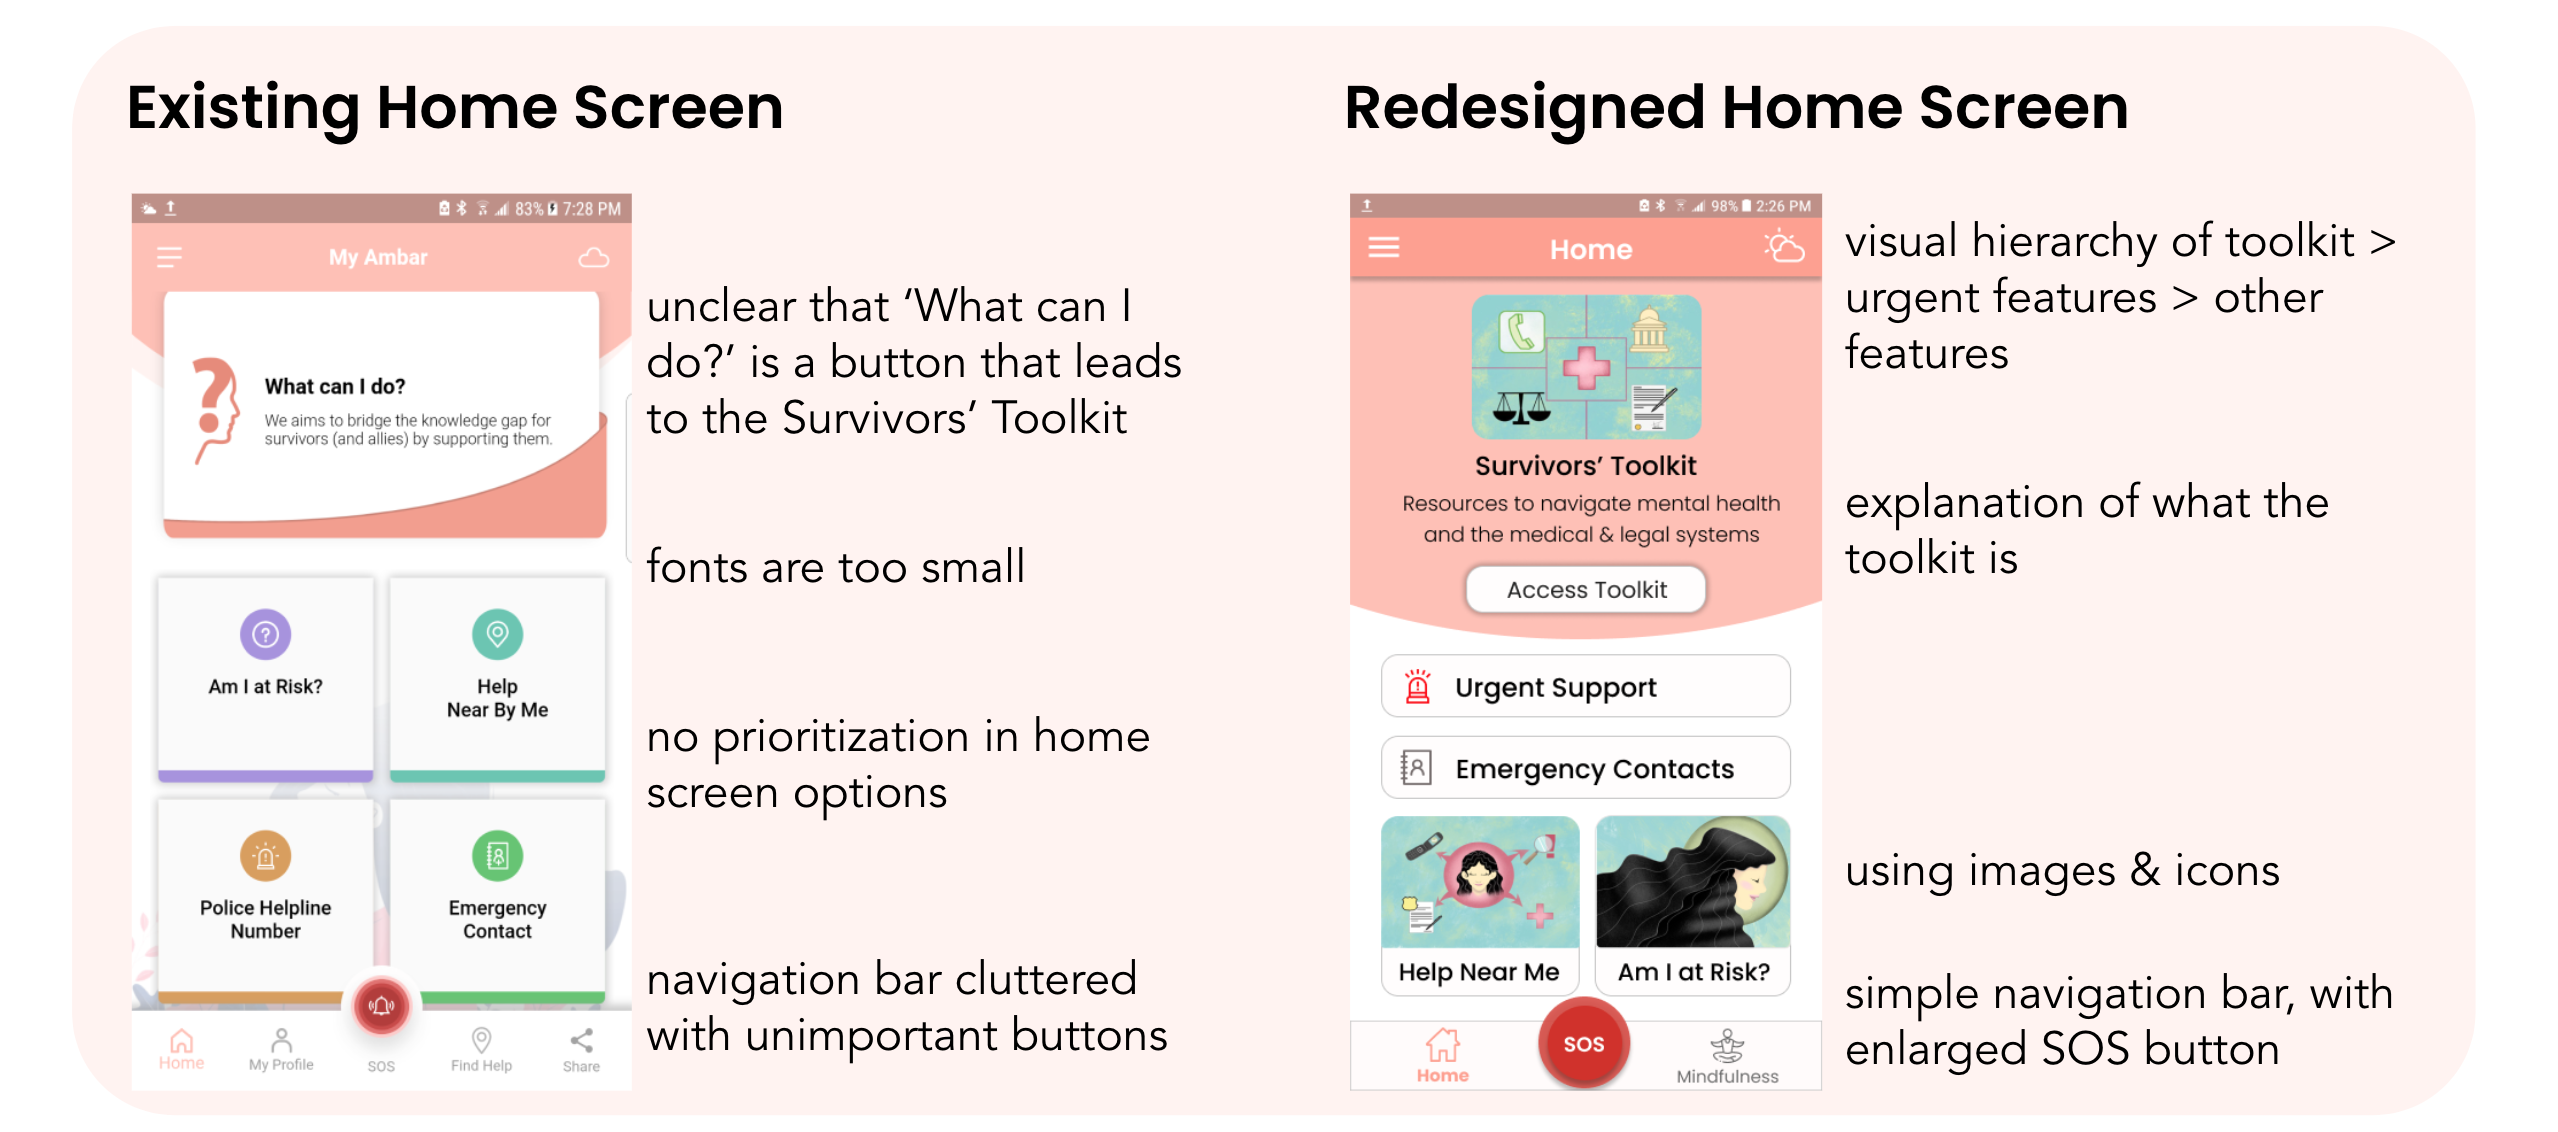 Existing Home Screen
83% 7:28 PM
My Ambar
What can I do?
We aims to bridge the knowledge gap for
survivors (and allies) by supporting them.
Am I at Risk?
Help
Near By Me
Police Helpline
Number
Emergency
Contact
Home
My Profile
SOS
Find Help
Share
unclear that ‘What can I
do?’ is a button that leads
to the Survivors’ Toolkit
fonts are too small
no prioritization in home
screen options
navigation bar cluttered
with unimportant buttons
Redesigned Home Screen
98% 2:26 PM
Home
Survivors’ Toolkit
Resources to navigate mental health
and the medical & legal systems
Access Toolkit
Urgent Support
Emergency Contacts
Help Near Me
Am I at Risk?
Home
SOS
Mindfulness
visual hierarchy of toolkit >
urgent features > other
features
explanation of what the
toolkit is
using images & icons
simple navigation bar, with
enlarged SOS button